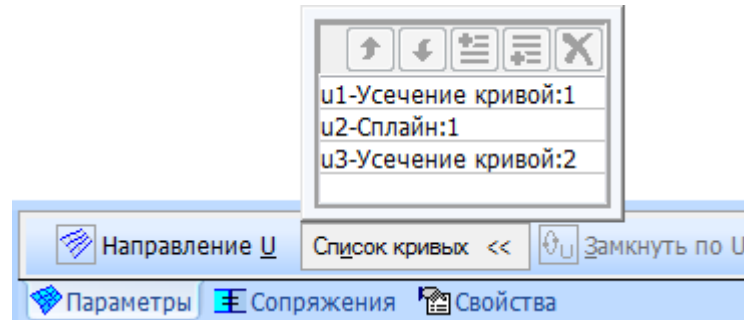 u1-Усечение кривой:1
u2-Сплайн:1
u3-Усечение кривой:2
Направление U Список кривых << Замкнуть по U
Параметры Сопряжения Свойства